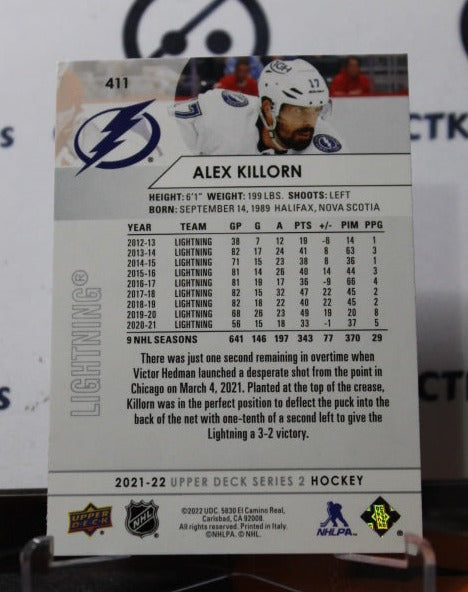 411
17
17
ALEX KILLORN
HEIGHT: 6'1" WEIGHT: 199 LBS. SHOOTS: LEFT
BORN: SEPTEMBER 14, 1989 HALIFAX, NOVA SCOTIA
YEAR TEAM GP G A PTS +/- PIM PPG
2012-13 LIGHTNING 38 7 12 19 -6 14 1
2013-14 LIGHTNING 82 17 24 41 8 63 3
2014-15 LIGHTNING 71 15 23 38 8 36 1
2015-16 LIGHTNING 81 14 26 40 14 44 3
2016-17 LIGHTNING 81 19 17 36 -9 66 4
2017-18 LIGHTNING 82 15 32 47 22 45 2
2018-19 LIGHTNING 82 18 22 40 22 45 2
2019-20 LIGHTNING 68 26 23 49 19 20 8
2020-21 LIGHTNING 56 15 18 33 -1 37 5
9 NHL SEASONS 641 146 197 343 77 370 29
LIGHTNING®
There was just one second remaining in overtime when
Victor Hedman launched a desperate shot from the point in
Chicago on March 4, 2021. Planted at the top of the crease,
Killorn was in the perfect position to deflect the puck into the
back of the net with one-tenth of a second left to give the
Lightning a 3-2 victory.
2021-22 UPPER DECK SERIES 2 HOCKEY
UPPER DECK
NHL
©2022 UDC. 5830 El Camino Real,
Carlsbad, CA 92008.
All rights reserved. Printed in Italy.
©NHLPA. © NHL.
NHLPA